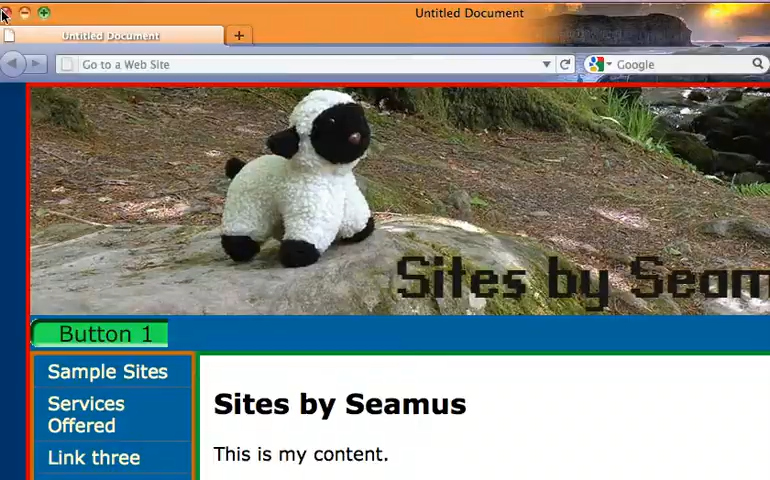 Untitled Document
Untitled Document
Go to a Web Site
Google
Sites by Seam
Button 1
Sample Sites
Services
Offered
Link three
Sites by Seamus
This is my content.